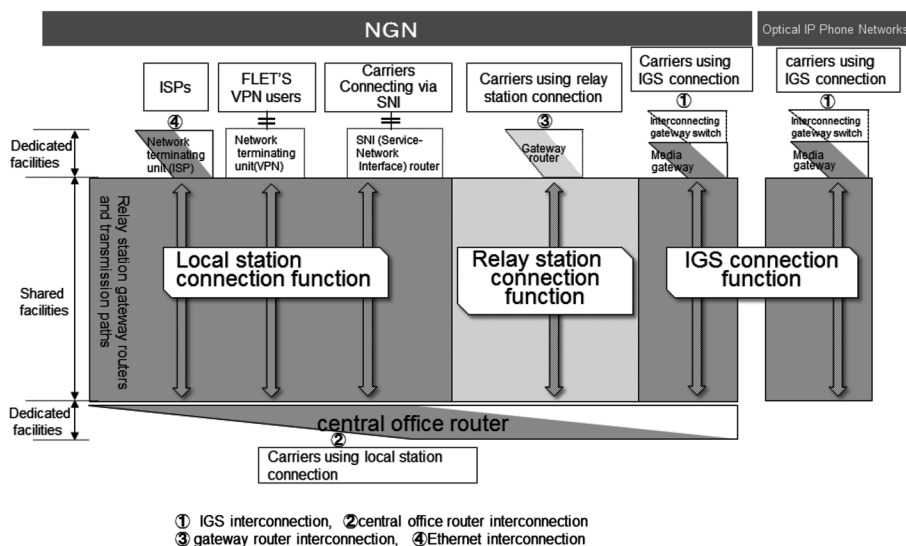 NGN
Optical IP Phone Networks
ISPs
FLET'S
VPN users
Carriers
Connecting via
SNI
Carriers using relay
station connection
Carriers using
IGS connection
carriers using
IGS connection
④
③
①
①
Dedicated
facilities
Network
terminating
unit (ISP)
Network
terminating
unit(VPN)
SNI (Service-
Network
Interface) router
Gateway
router
Interconnecting
gateway switch
Media
gateway
Interconnecting
gateway switch
Media
gateway
Shared
facilities
Relay station gateway routers
and transmission paths
Local station
connection function
Relay station
connection
function
IGS connection
function
Dedicated
facilities
central office router
②
Carriers using local station
connection
① IGS interconnection, ②central office router interconnection
③ gateway router interconnection, ④Ethernet interconnection